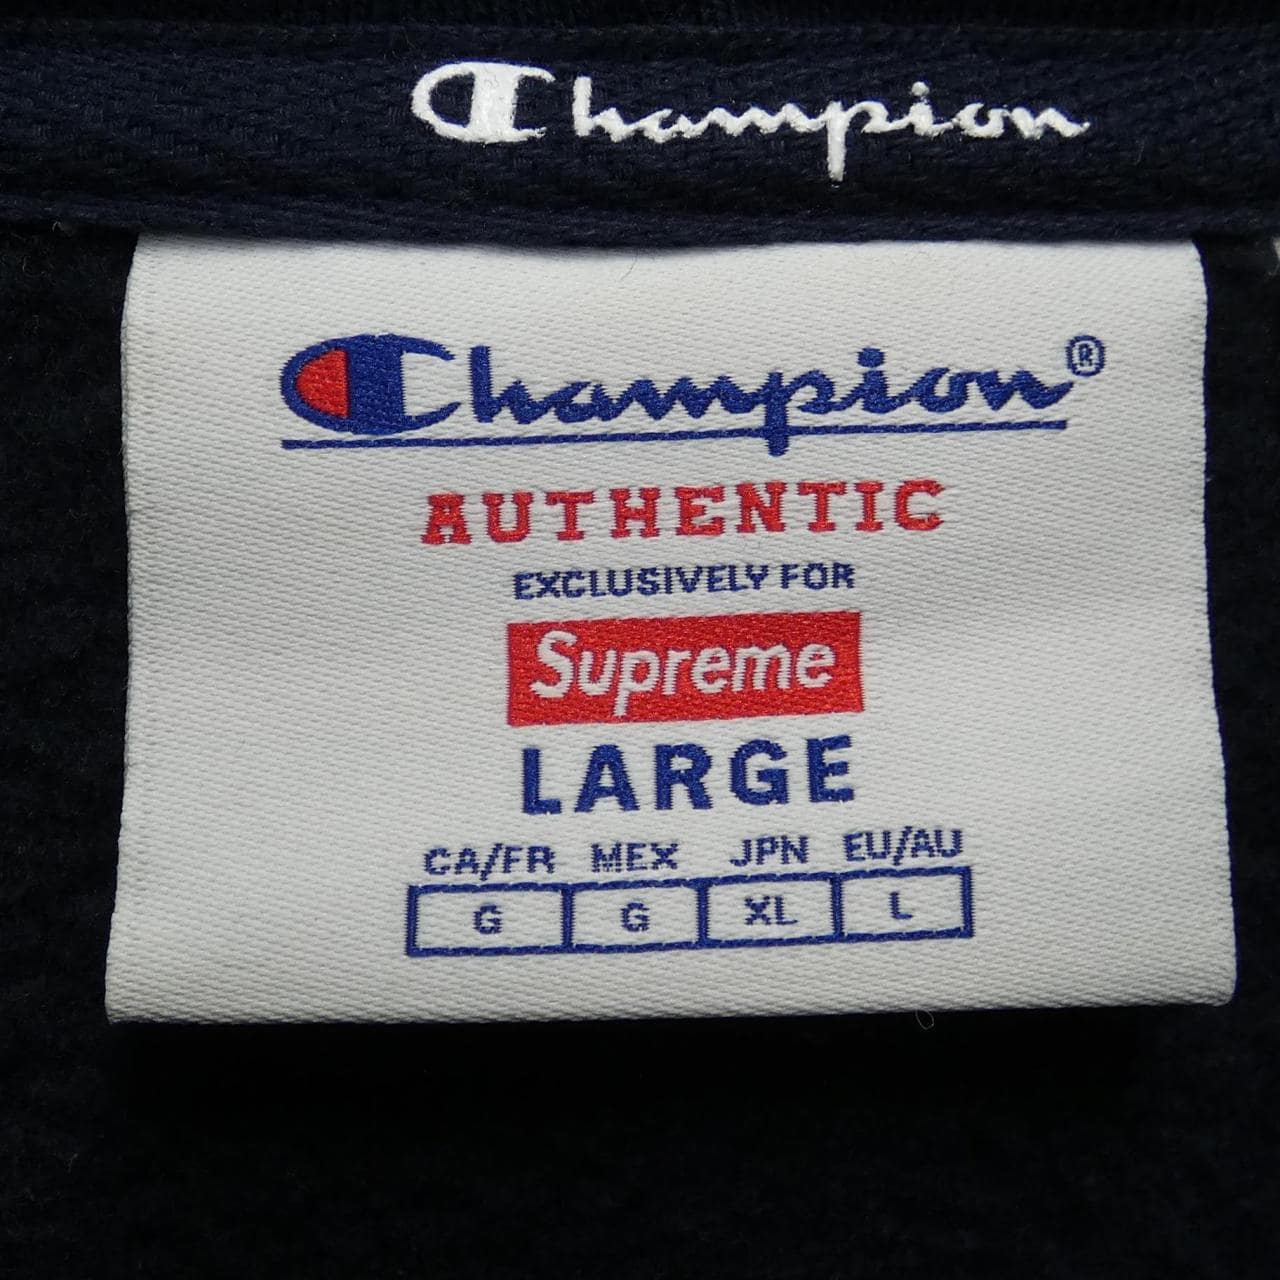 Champion
Champion®
AUTHENTIC
EXCLUSIVELY FOR
Supreme
LARGE
CA/FR MEX JPN EU/AU
G G XL L